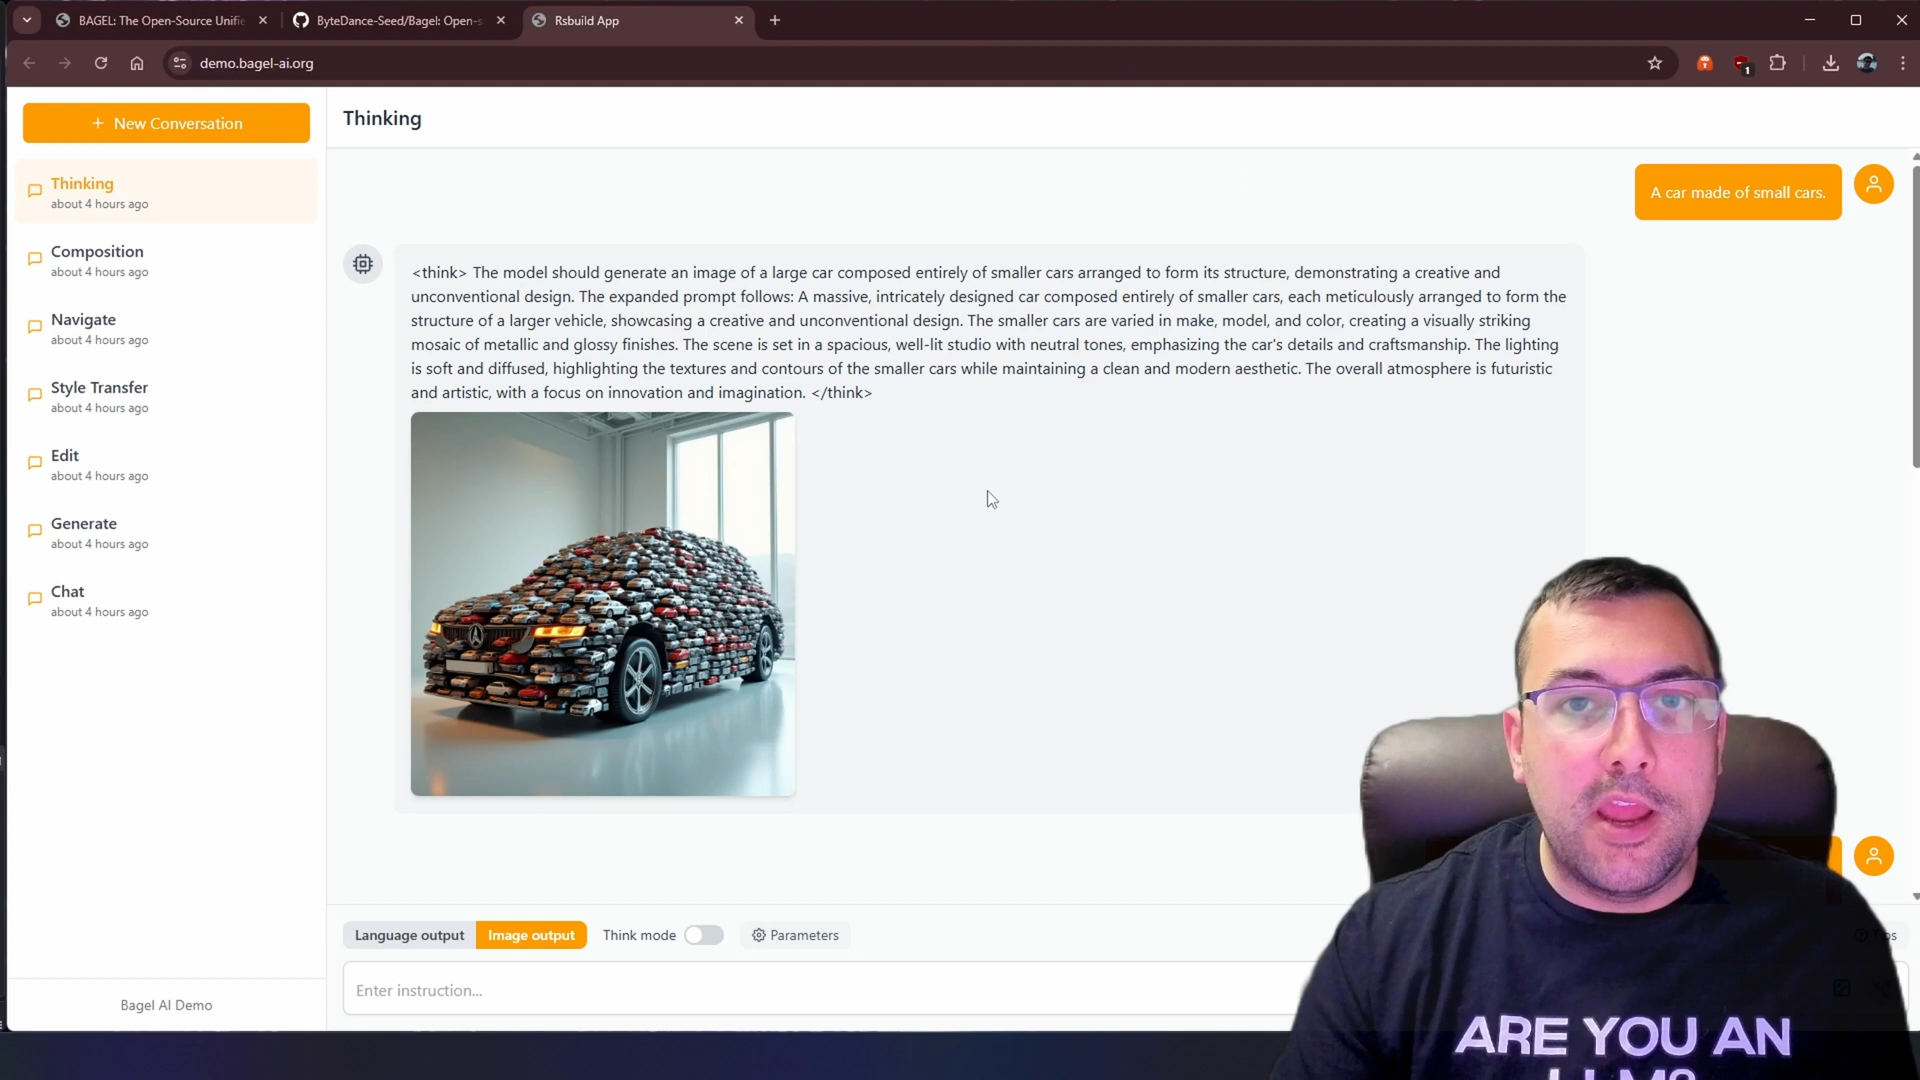 BAGEL: The Open-Source Unifie
ByteDance-Seed/Bagel: Open-s
Rsbuild App
demo.bagel-ai.org
1
+ New Conversation
Thinking
about 4 hours ago
Composition
about 4 hours ago
Navigate
about 4 hours ago
Style Transfer
about 4 hours ago
Edit
about 4 hours ago
Generate
about 4 hours ago
Chat
about 4 hours ago
Bagel AI Demo
Thinking
A car made of small cars.
<think> The model should generate an image of a large car composed entirely of smaller cars arranged to form its structure, demonstrating a creative and
unconventional design. The expanded prompt follows: A massive, intricately designed car composed entirely of smaller cars, each meticulously arranged to form the
structure of a larger vehicle, showcasing a creative and unconventional design. The smaller cars are varied in make, model, and color, creating a visually striking
mosaic of metallic and glossy finishes. The scene is set in a spacious, well-lit studio with neutral tones, emphasizing the car's details and craftsmanship. The lighting
is soft and diffused, highlighting the textures and contours of the smaller cars while maintaining a clean and modern aesthetic. The overall atmosphere is futuristic
and artistic, with a focus on innovation and imagination. </think>
Language output
Image output
Think mode
Parameters
Enter instruction...
ARE YOU AN